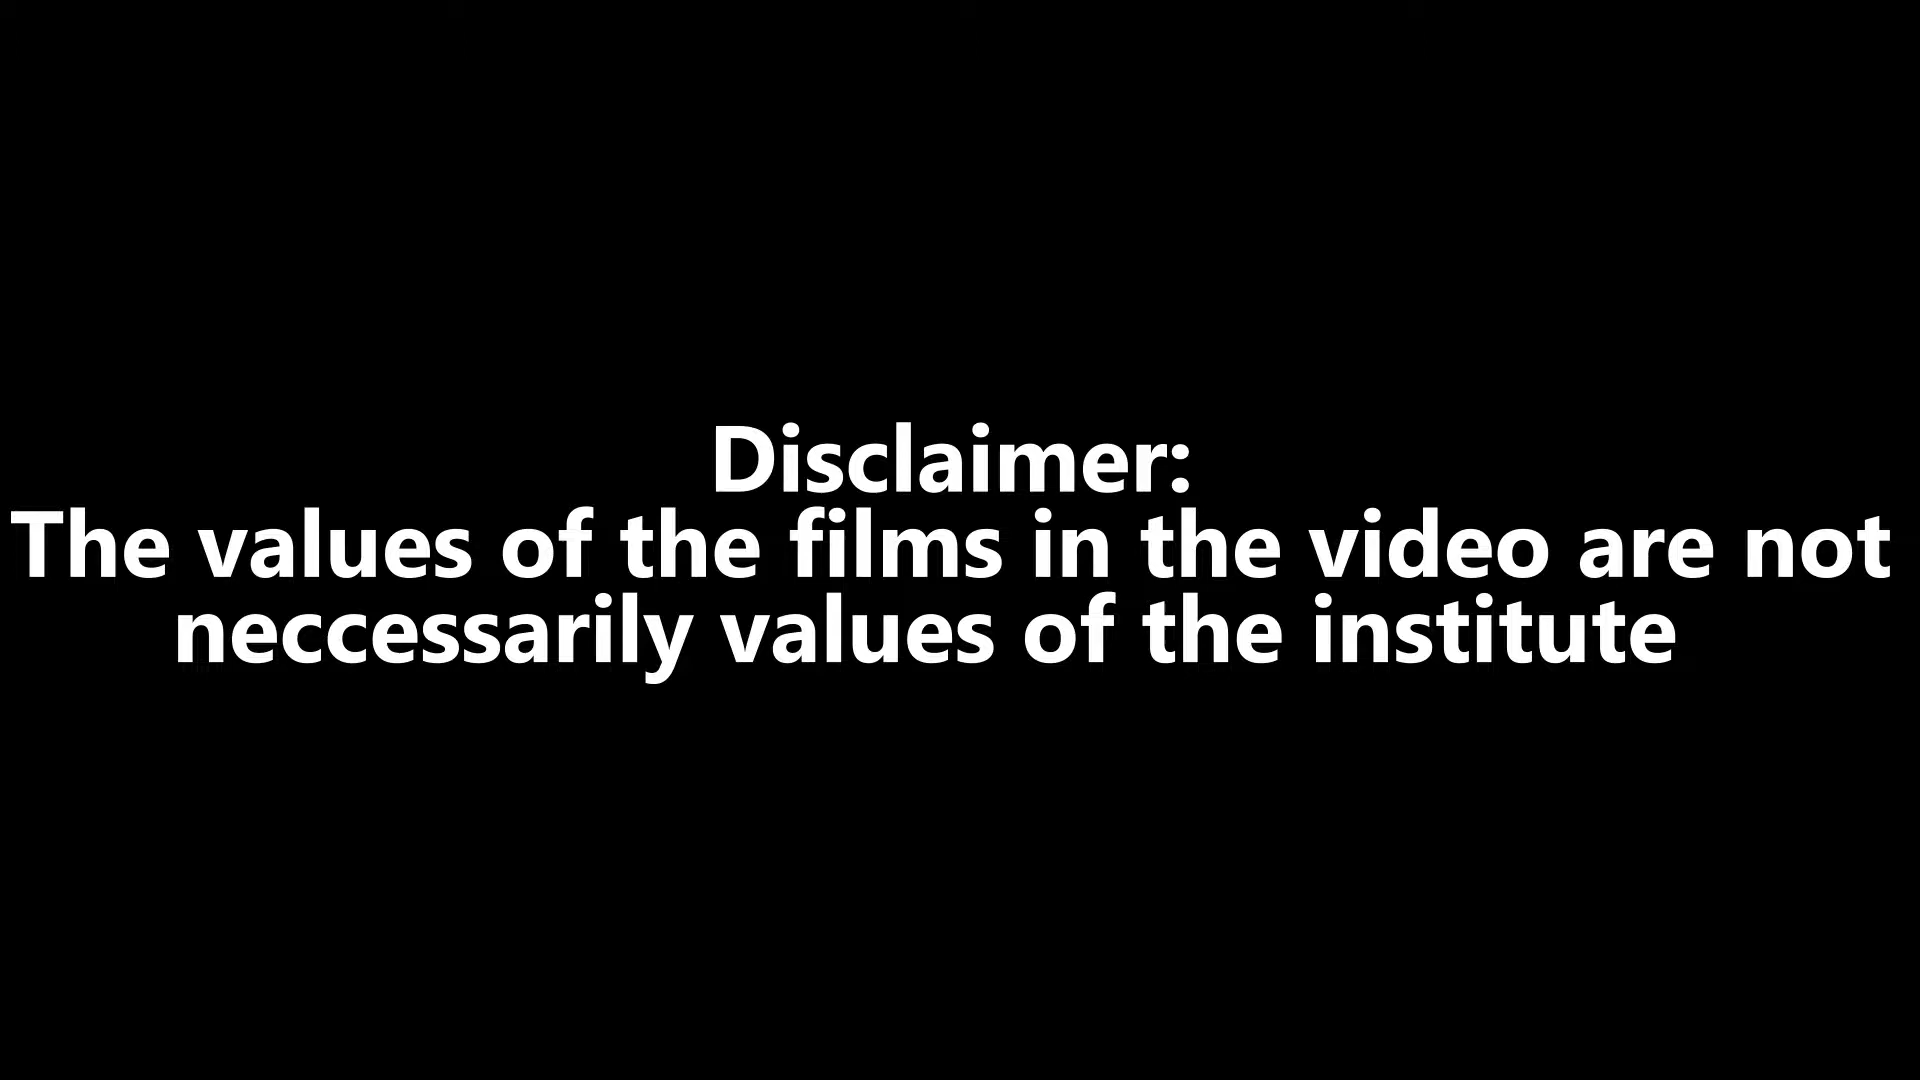 Disclaimer:
The values of the films in the video are not
neccessarily values of the institute